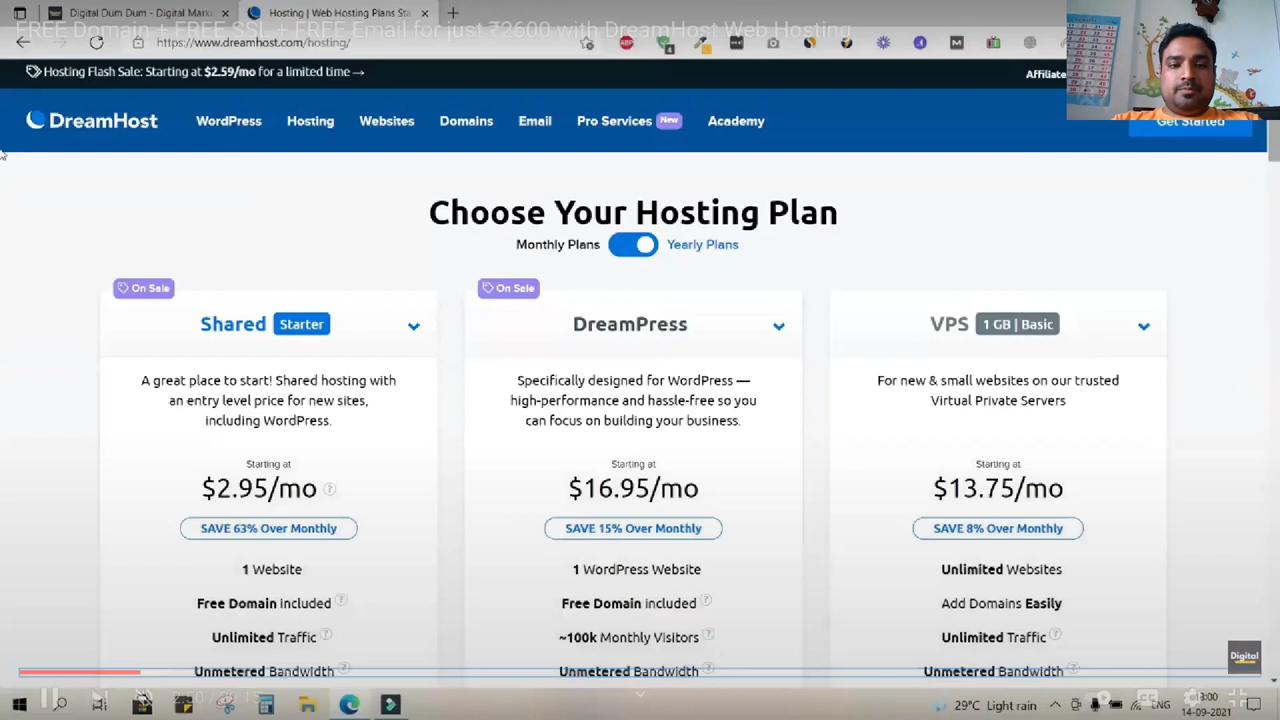 Digital Dum Dum - Digital Marke
Hosting | Web Hosting Plans Sta
FREE Domain + FREE SSL + FREE Email for just ₹2600 with DreamHost Web Hosting
https://www.dreamhost.com/hosting/
Hosting Flash Sale: Starting at $2.59/mo for a limited time →
Affiliate
DreamHost
WordPress
Hosting
Websites
Domains
Email
Pro Services New
Academy
Get Started
Choose Your Hosting Plan
Monthly Plans
Yearly Plans
On Sale
Shared Starter
A great place to start! Shared hosting with
an entry level price for new sites,
including WordPress.
Starting at
$2.95/mo
SAVE 63% Over Monthly
1 Website
Free Domain Included
Unlimited Traffic
Unmetered Bandwidth
On Sale
DreamPress
Specifically designed for WordPress —
high-performance and hassle-free so you
can focus on building your business.
Starting at
$16.95/mo
SAVE 15% Over Monthly
1 WordPress Website
Free Domain included
~100k Monthly Visitors
Unmetered Bandwidth
VPS 1 GB | Basic
For new & small websites on our trusted
Virtual Private Servers
Starting at
$13.75/mo
SAVE 8% Over Monthly
Unlimited Websites
Add Domains Easily
Unlimited Traffic
Unmetered Bandwidth
Digital
29°C Light rain
ENG
14-09-2021